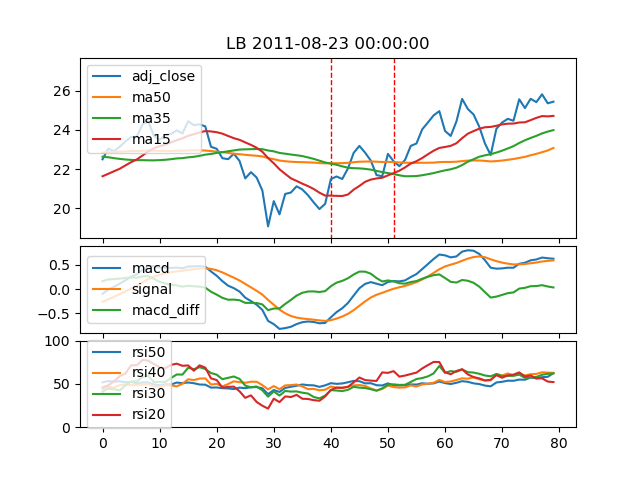 LB 2011-08-23 00:00:00
adj_close
ma50
ma35
ma15
26
24
22
20
macd
signal
macd_diff
0.5
0.0
−0.5
rsi50
rsi40
rsi30
rsi20
100
50
0
0 10 20 30 40 50 60 70 80